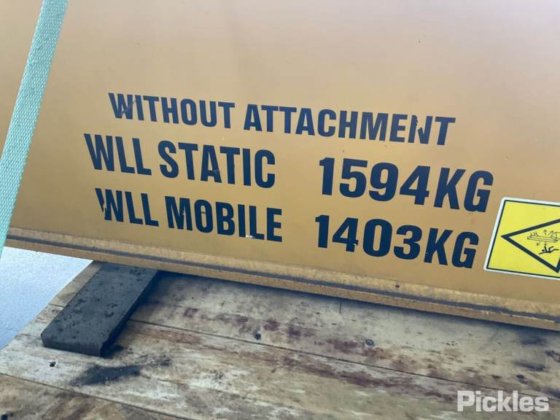 WITHOUT ATTACHMENT
WLL STATIC 1594KG
WLL MOBILE 1403KG
Pickles